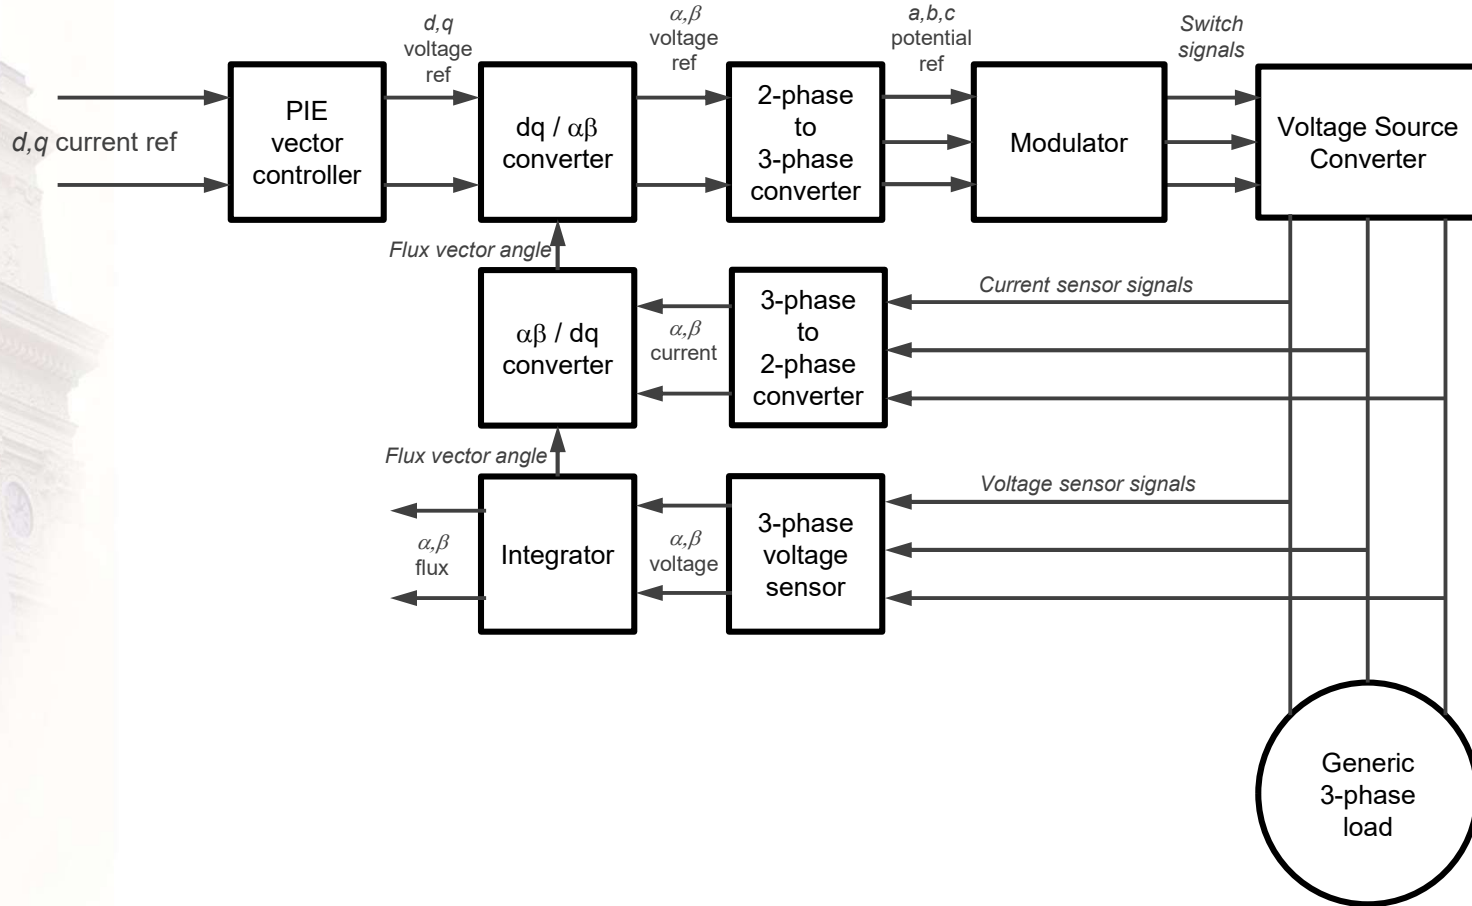 d,q
voltage
ref
α,β
voltage
ref
a,b,c
potential
ref
Switch
signals
d,q current ref
PIE
vector
controller
dq / αβ
converter
2-phase
to
3-phase
converter
Modulator
Voltage Source
Converter
Flux vector angle
αβ / dq
converter
α,β
current
3-phase
to
2-phase
converter
Current sensor signals
Flux vector angle
α,β
flux
Integrator
α,β
voltage
3-phase
voltage
sensor
Voltage sensor signals
Generic
3-phase
load